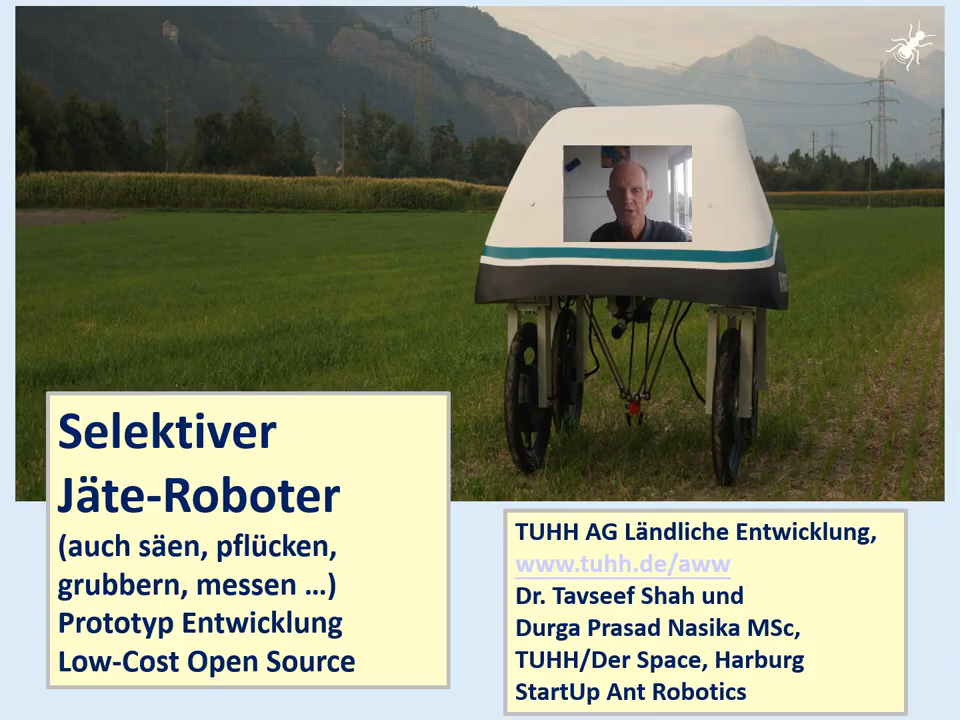 Selektiver
Jäte-Roboter
(auch säen, pflücken,
grubbern, messen ...)
Prototyp Entwicklung
Low-Cost Open Source
TUHH AG Ländliche Entwicklung,
www.tuhh.de/aww
Dr. Tavseef Shah und
Durga Prasad Nasika MSc,
TUHH/Der Space, Harburg
StartUp Ant Robotics